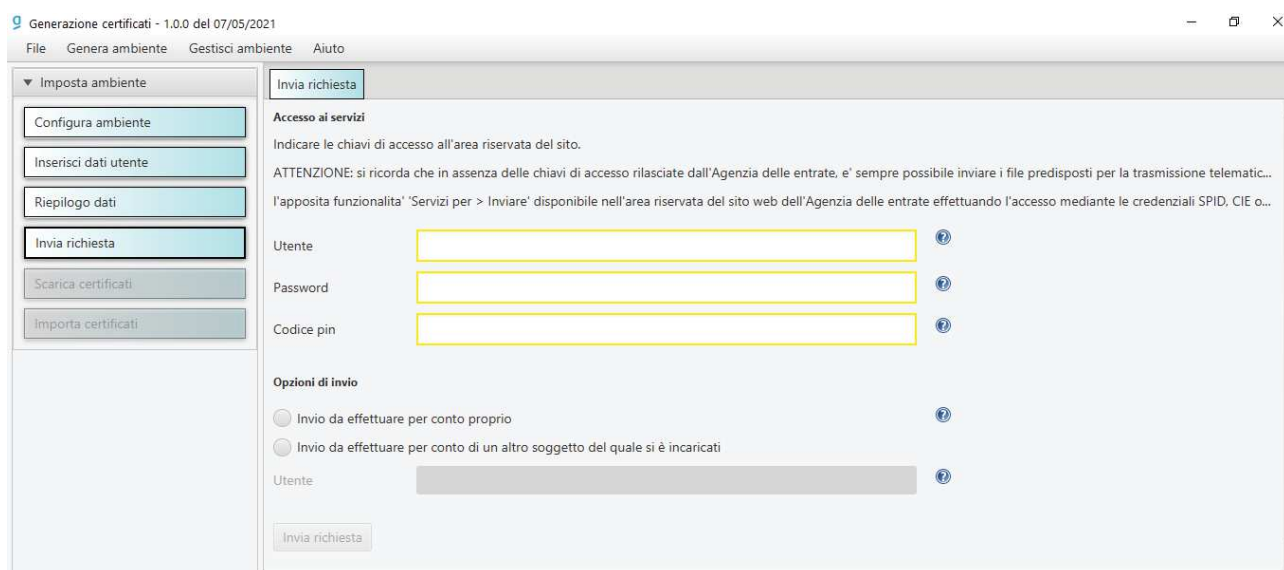 Generazione certificati - 1.0.0 del 07/05/2021
File Genera ambiente Gestisci ambiente Aiuto
Imposta ambiente
Configura ambiente
Inserisci dati utente
Riepilogo dati
Invia richiesta
Scarica certificati
Importa certificati
Invia richiesta
Accesso ai servizi
Indicare le chiavi di accesso all'area riservata del sito.
ATTENZIONE: si ricorda che in assenza delle chiavi di accesso rilasciate dall'Agenzia delle entrate, e' sempre possibile inviare i file predisposti per la trasmissione telematic...
l'apposita funzionalita' 'Servizi per > Inviare' disponibile nell'area riservata del sito web dell'Agenzia delle entrate effettuando l'accesso mediante le credenziali SPID, CIE o...
Utente
Password
Codice pin
Opzioni di invio
Invio da effettuare per conto proprio
Invio da effettuare per conto di un altro soggetto del quale si è incaricati
Utente
Invia richiesta